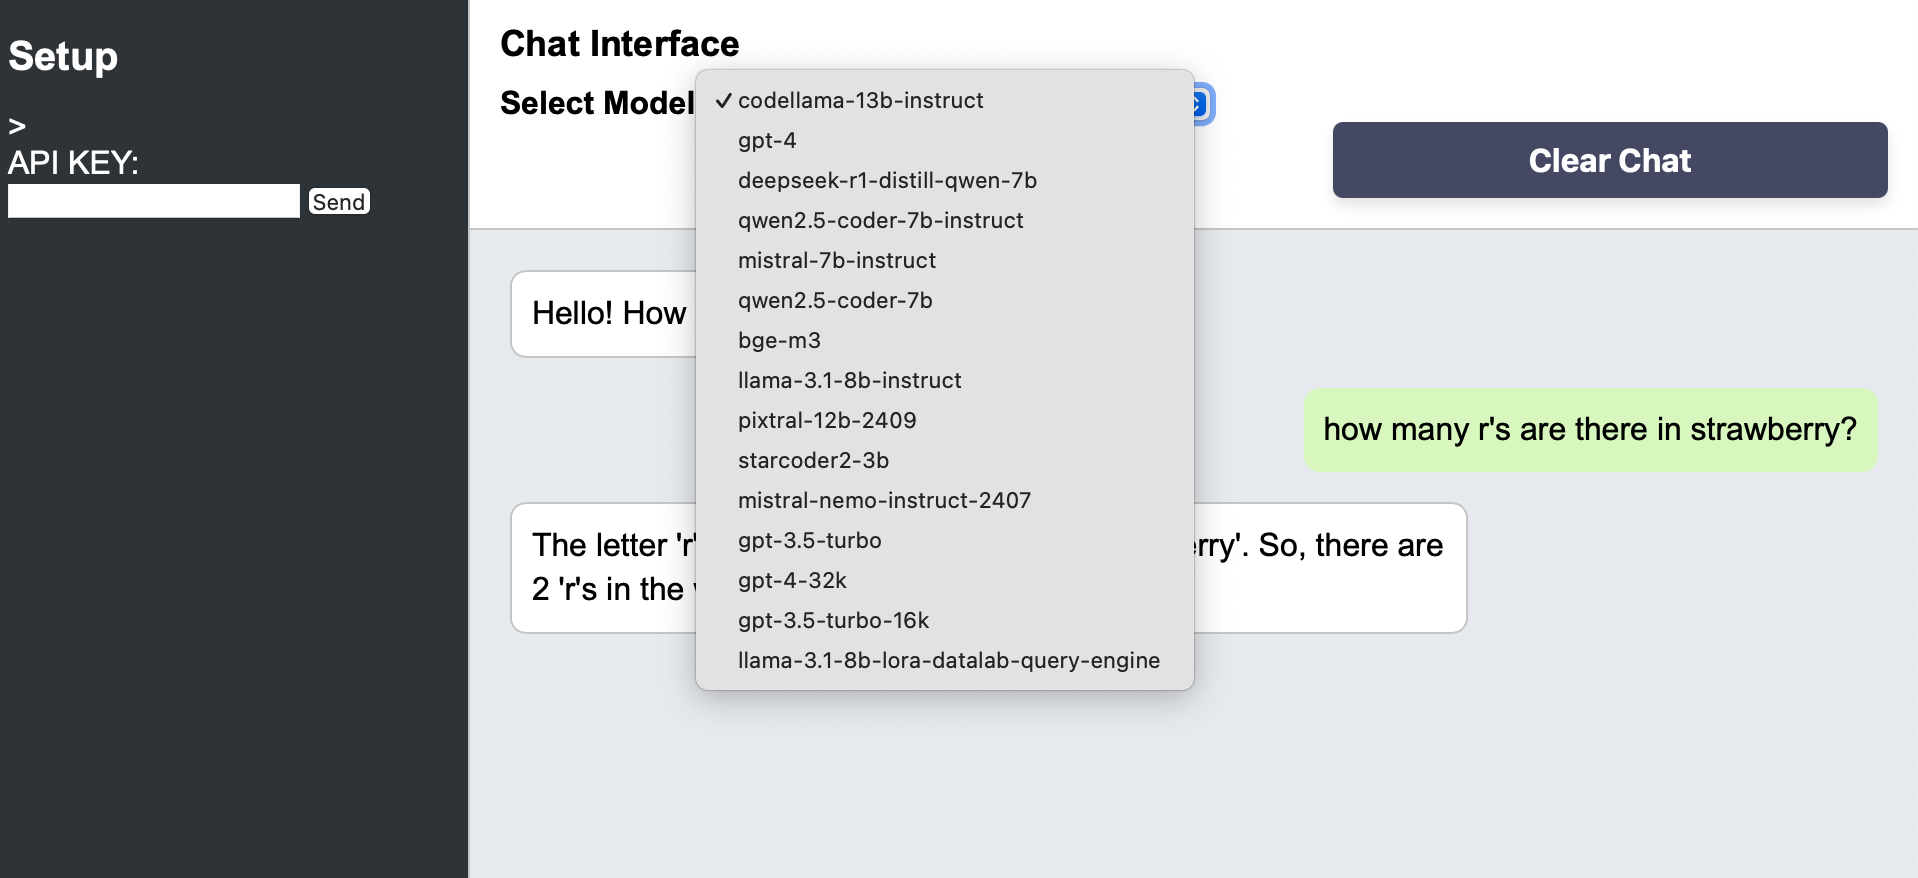 Setup
>
API KEY:
Send
Chat Interface
Select Model
Clear Chat
✓ codellama-13b-instruct
gpt-4
deepseek-r1-distill-qwen-7b
qwen2.5-coder-7b-instruct
mistral-7b-instruct
qwen2.5-coder-7b
bge-m3
llama-3.1-8b-instruct
pixtral-12b-2409
starcoder2-3b
mistral-nemo-instruct-2407
gpt-3.5-turbo
gpt-4-32k
gpt-3.5-turbo-16k
llama-3.1-8b-lora-datalab-query-engine
Hello! How
how many r's are there in strawberry?
The letter 'r' erry'. So, there are
2 'r's in the